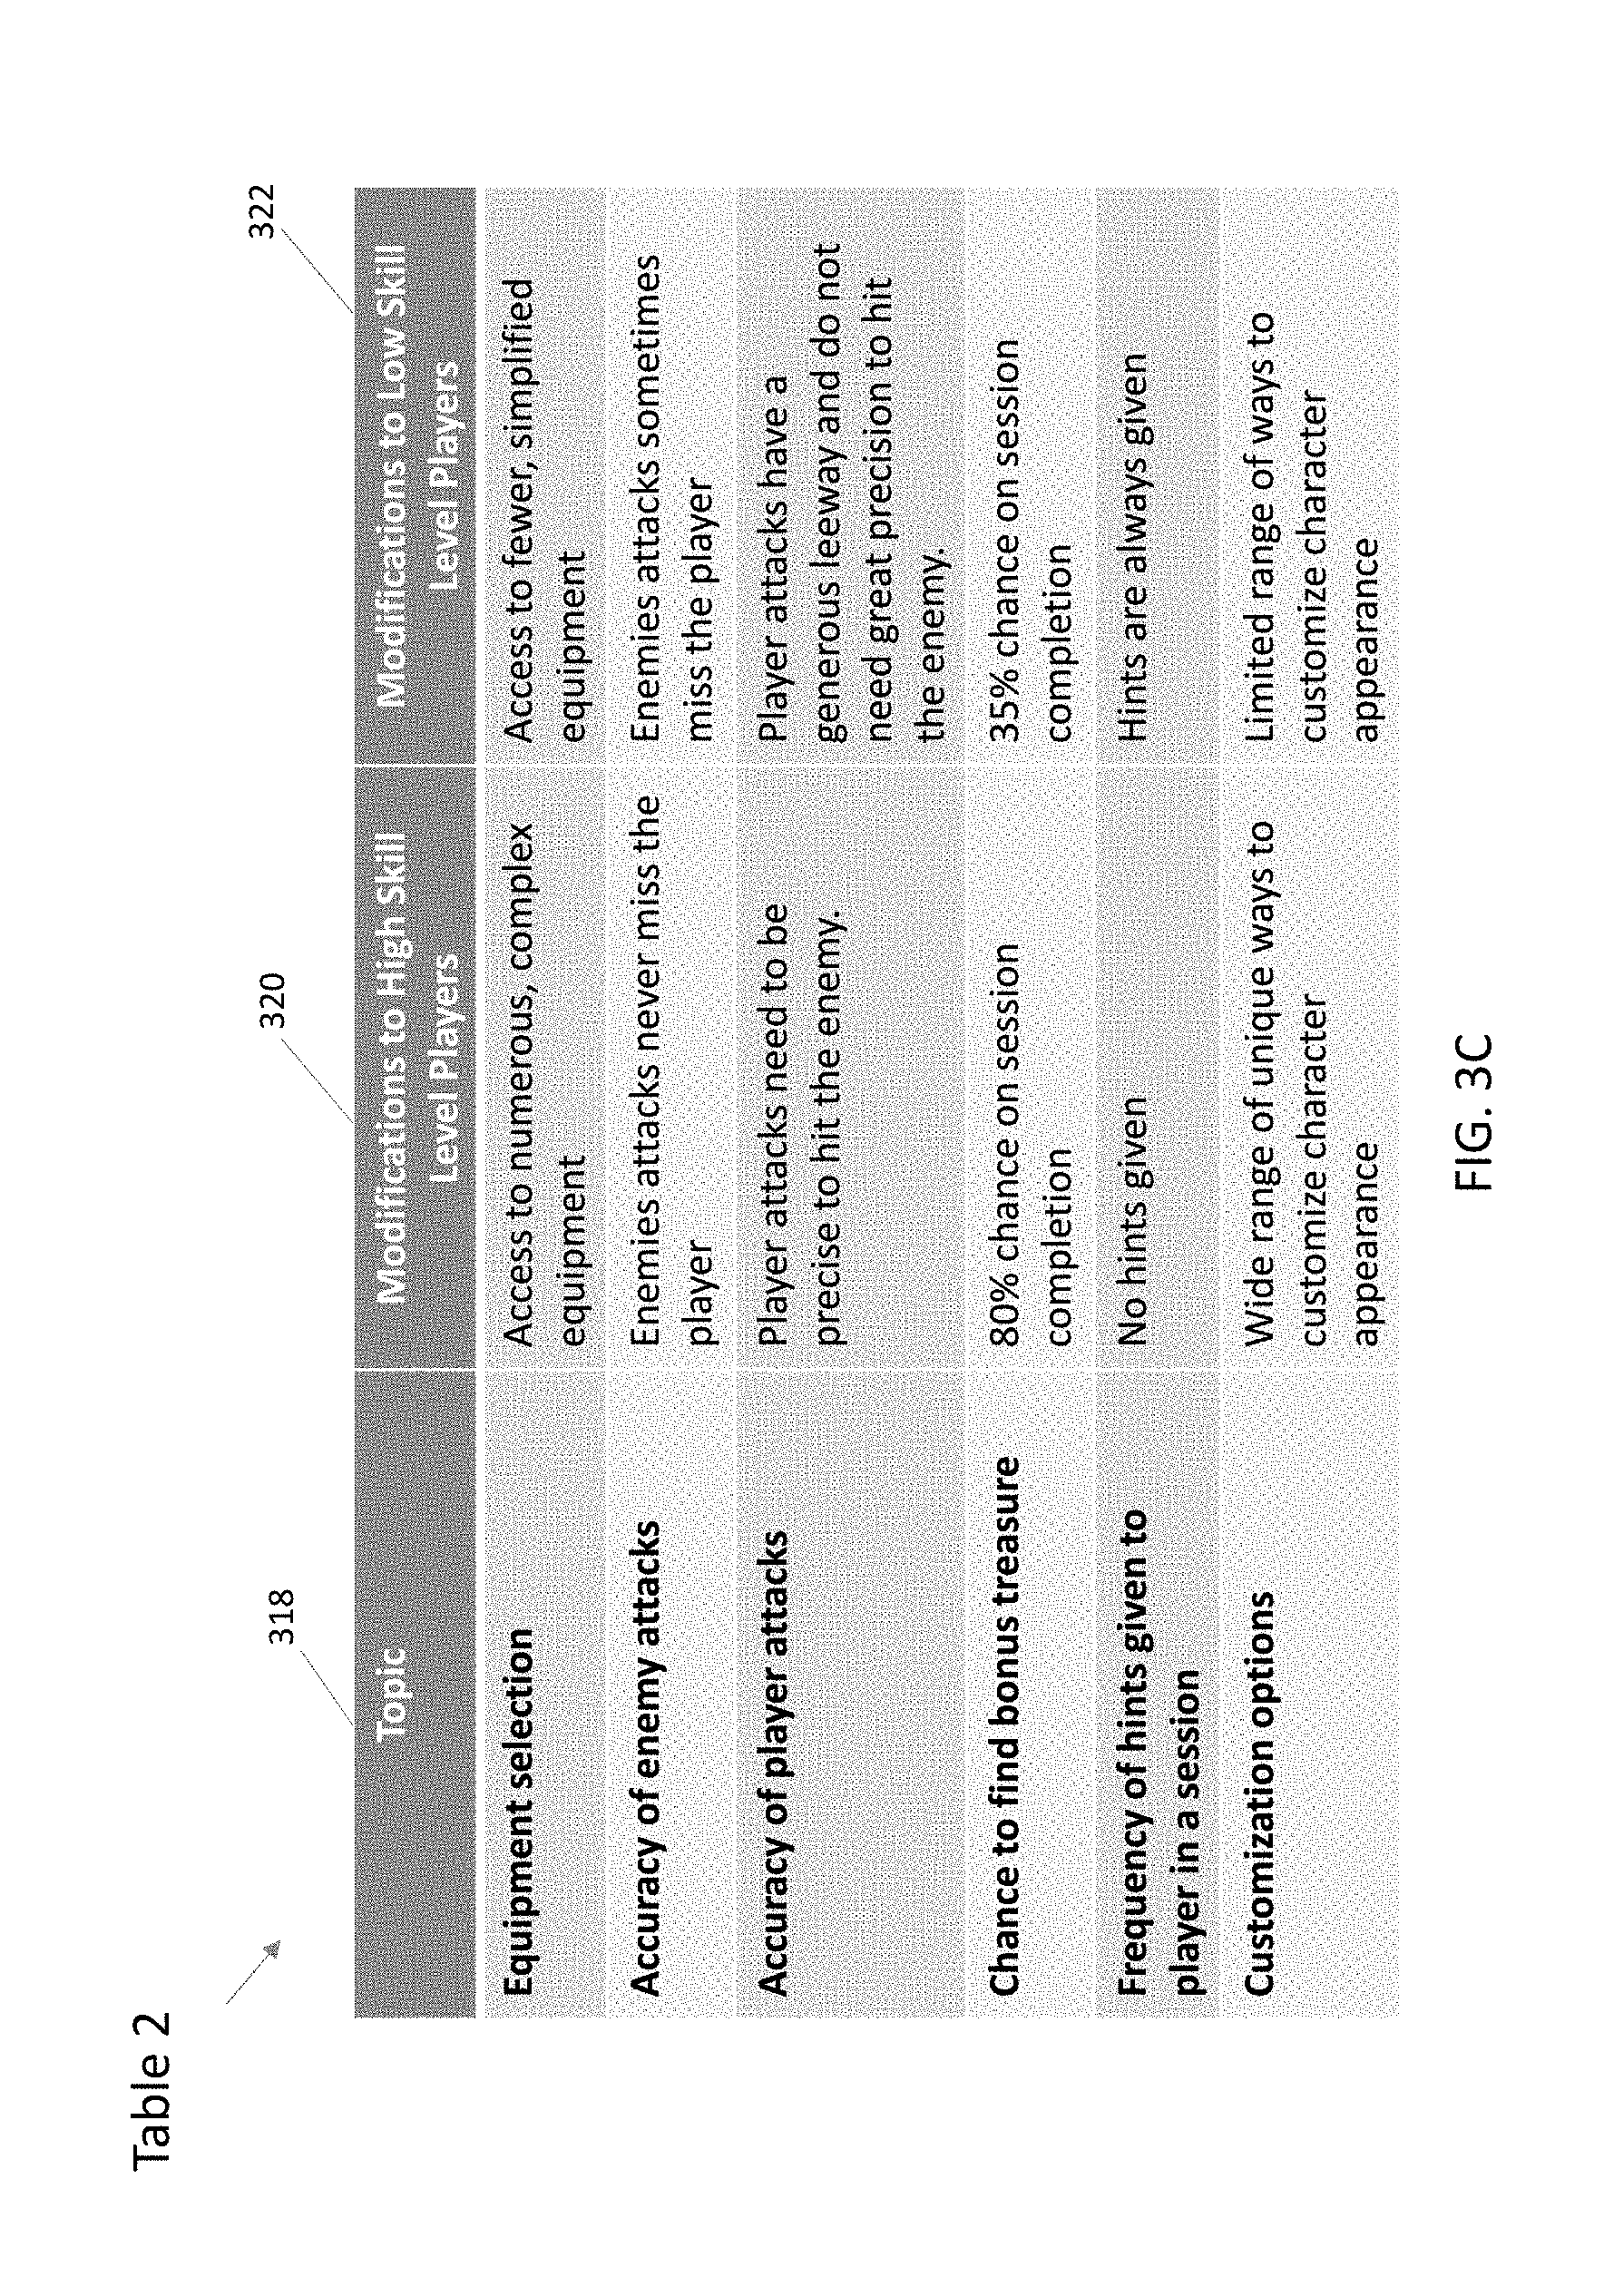 Table 2
318
320
322
Topic
Modifications to High Skill
Level Players
Modifications to Low Skill
Level Players
Equipment selection
Access to numerous, complex
equipment
Access to fewer, simplified
equipment
Accuracy of enemy attacks
Enemies attacks never miss the
player
Enemies attacks sometimes
miss the player
Accuracy of player attacks
Player attacks need to be
precise to hit the enemy.
Player attacks have a
generous leeway and do not
need great precision to hit
the enemy.
Chance to find bonus treasure
80% chance on session
completion
35% chance on session
completion
Frequency of hints given to
player in a session
No hints given
Hints are always given
Customization options
Wide range of unique ways to
customize character
appearance
Limited range of ways to
customize character
appearance
FIG. 3C